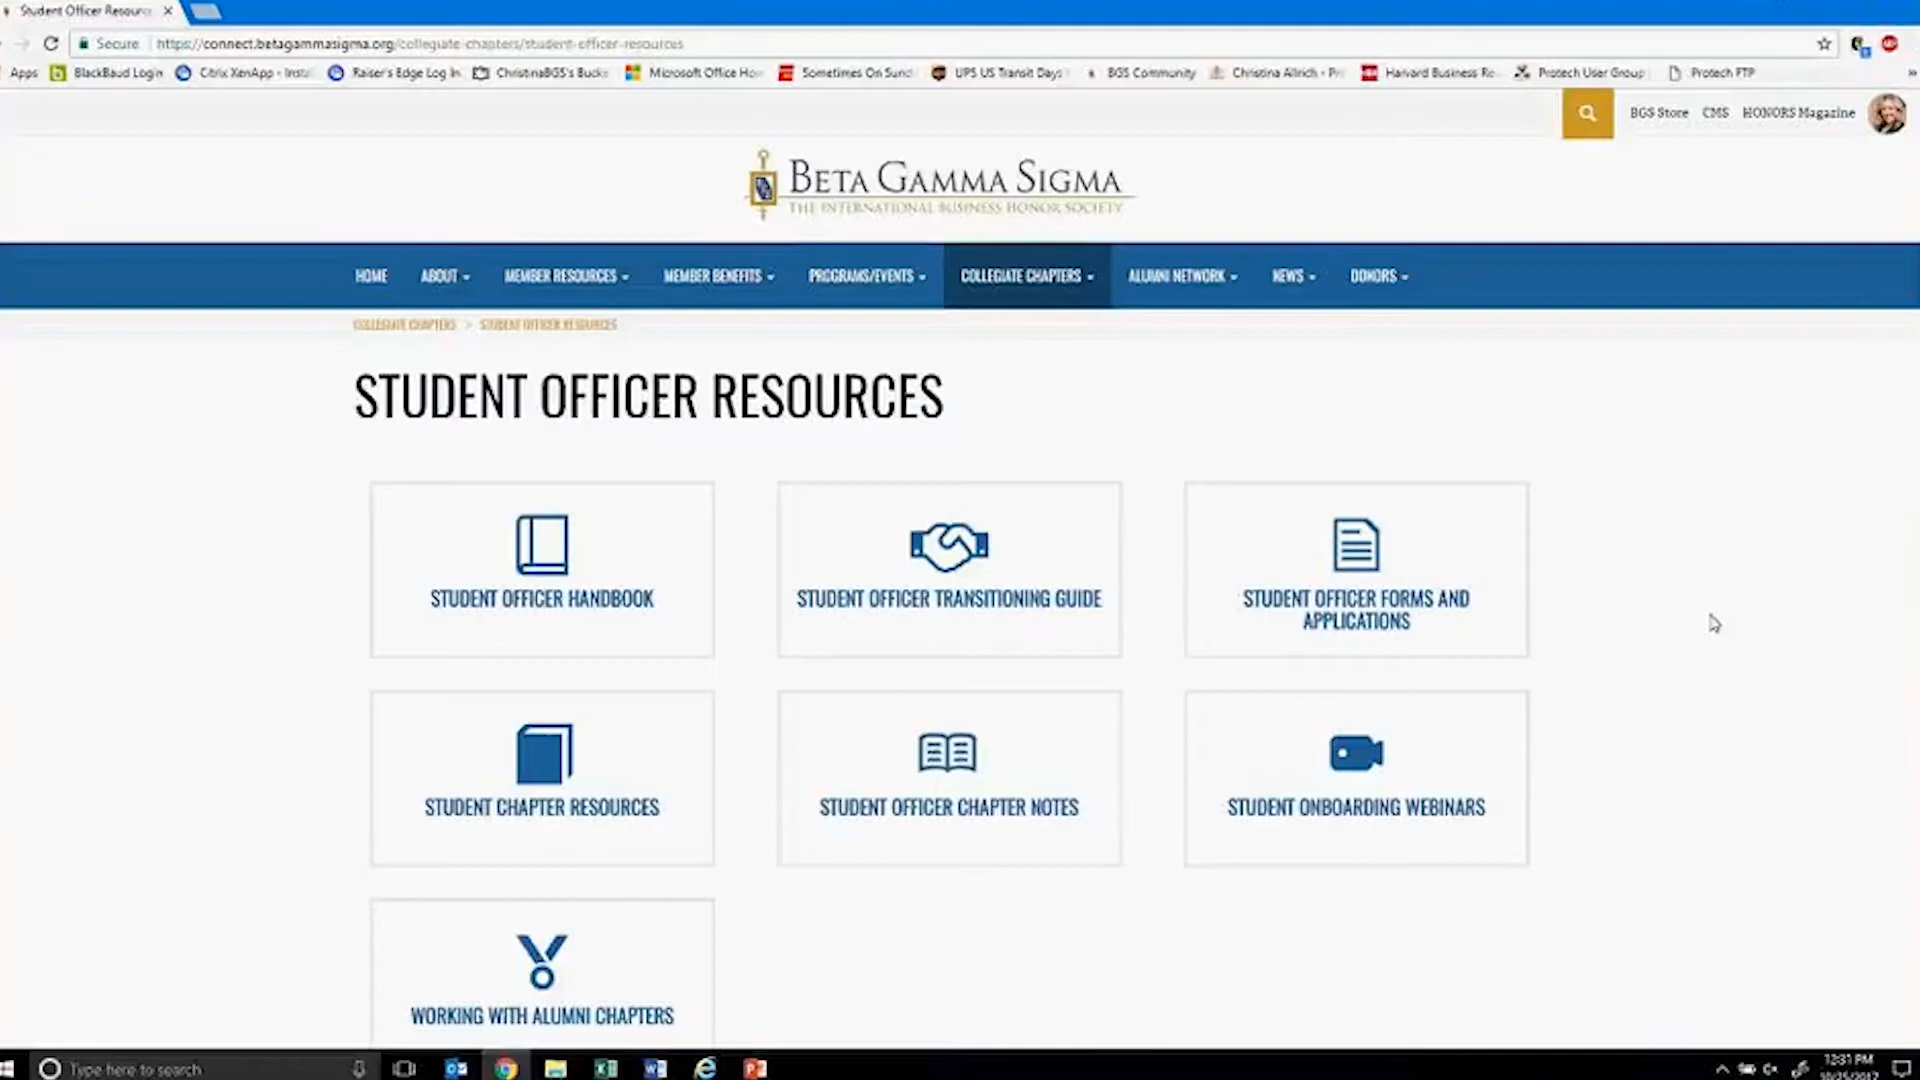 Student Officer Resourc
Secure https://connect.betagammasigma.org/collegiate-chapters/student-officer-resources
Apps BlackBaud Login Citrix XenApp - Insta Raiser's Edge Log In ChristinaBGS's Buck Microsoft Office Ho Sometimes On Sund UPS US Transit Days BGS Community Christina Allrich - Pr Harvard Business Re Protech User Group Protech FTP »
BGS Store CMS HONORS Magazine
BETA GAMMA SIGMA
THE INTERNATIONAL BUSINESS HONOR SOCIETY
HOME ABOUT MEMBER RESOURCES MEMBER BENEFITS PROGRAMS/EVENTS COLLEGIATE CHAPTERS ALUMNI NETWORK NEWS DONORS
COLLEGIATE CHAPTERS > STUDENT OFFICER RESOURCES
STUDENT OFFICER RESOURCES
STUDENT OFFICER HANDBOOK
STUDENT OFFICER TRANSITIONING GUIDE
STUDENT OFFICER FORMS AND
APPLICATIONS
STUDENT CHAPTER RESOURCES
STUDENT OFFICER CHAPTER NOTES
STUDENT ONBOARDING WEBINARS
WORKING WITH ALUMNI CHAPTERS
Type here to search
12:31 PM
10/25/2017